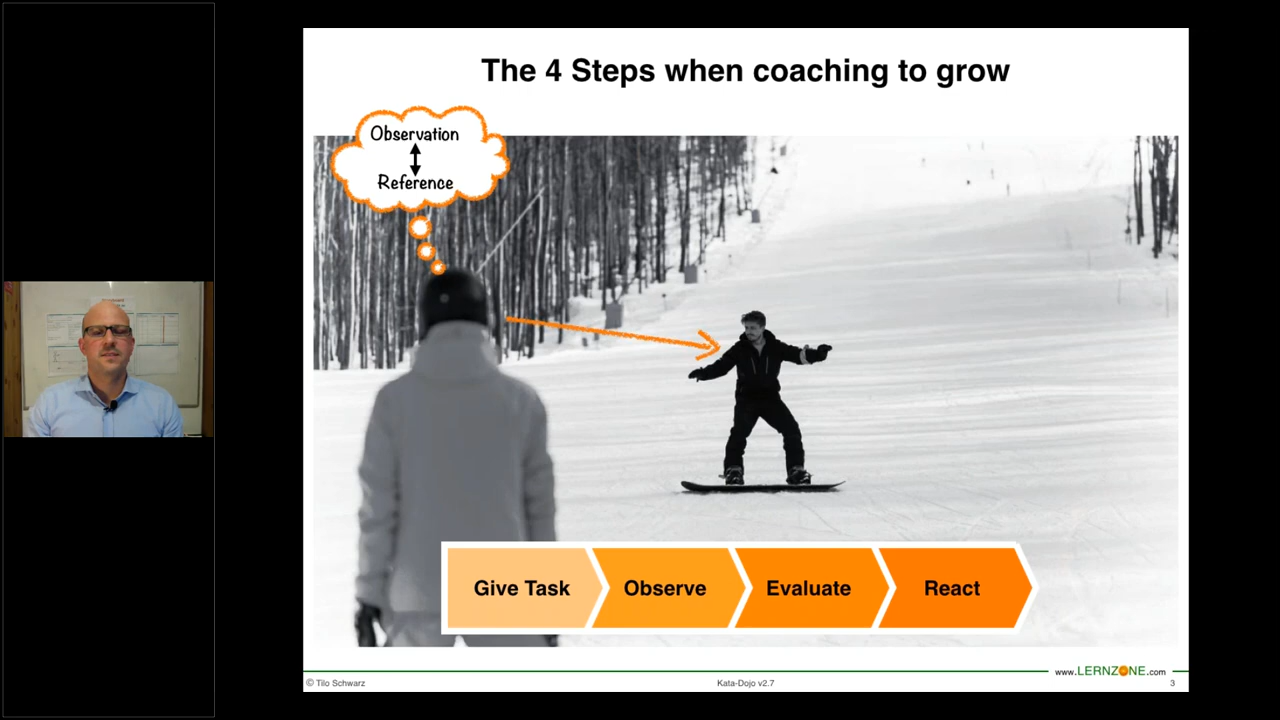 The 4 Steps when coaching to grow
Observation
Reference
Give Task
Observe
Evaluate
React
www.LERNZONE.com
© Tilo Schwarz
Kata-Dojo v2.7
3